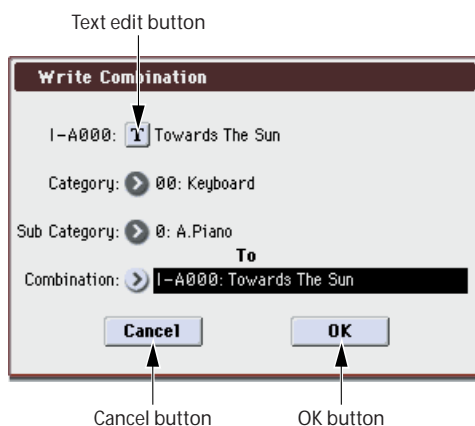 Text edit button
Write Combination
I-A000: T Towards The Sun
Category: 00: Keyboard
Sub Category: 0: A.Piano
To
Combination: I-A000: Towards The Sun
Cancel OK
Cancel button OK button